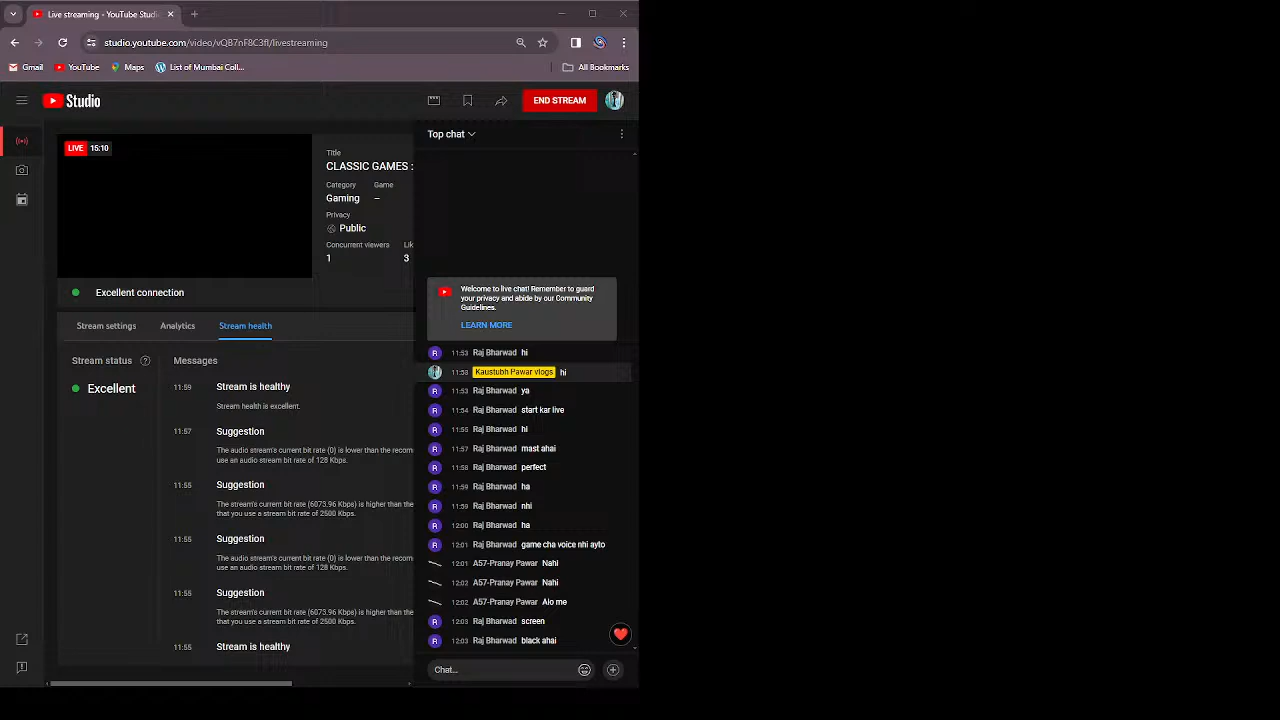 Live streaming - YouTube Studi
studio.youtube.com/video/vQB7nF8C3fI/livestreaming
Gmail
YouTube
Maps
List of Mumbai Coll...
All Bookmarks
Studio
END STREAM
LIVE 15:10
Title
CLASSIC GAMES :
Category Game
Gaming –
Privacy
Public
Concurrent viewers Lik
1 3
Excellent connection
Stream settings
Analytics
Stream health
Stream status
Excellent
Messages
11:59 Stream is healthy
Stream health is excellent.
11:57 Suggestion
The audio stream's current bit rate (0) is lower than the recom
use an audio stream bit rate of 128 Kbps.
11:55 Suggestion
The stream's current bit rate (6073.96 Kbps) is higher than the
that you use a stream bit rate of 2500 Kbps.
11:55 Suggestion
The audio stream's current bit rate (0) is lower than the recom
use an audio stream bit rate of 128 Kbps.
11:55 Suggestion
The stream's current bit rate (6073.96 Kbps) is higher than the
that you use a stream bit rate of 2500 Kbps.
11:55 Stream is healthy
Top chat
Welcome to live chat! Remember to guard
your privacy and abide by our Community
Guidelines.
LEARN MORE
R 11:53 Raj Bharwad hi
11:58 Kaustubh Pawar vlogs hi
R 11:53 Raj Bharwad ya
R 11:54 Raj Bharwad start kar live
R 11:55 Raj Bharwad hi
R 11:57 Raj Bharwad mast ahai
R 11:58 Raj Bharwad perfect
R 11:59 Raj Bharwad ha
R 11:59 Raj Bharwad nhi
R 12:00 Raj Bharwad ha
R 12:01 Raj Bharwad game cha voice nhi ayto
12:01 A57-Pranay Pawar Nahi
12:02 A57-Pranay Pawar Nahi
12:02 A57-Pranay Pawar Alo me
R 12:03 Raj Bharwad screen
R 12:03 Raj Bharwad black ahai
Chat...